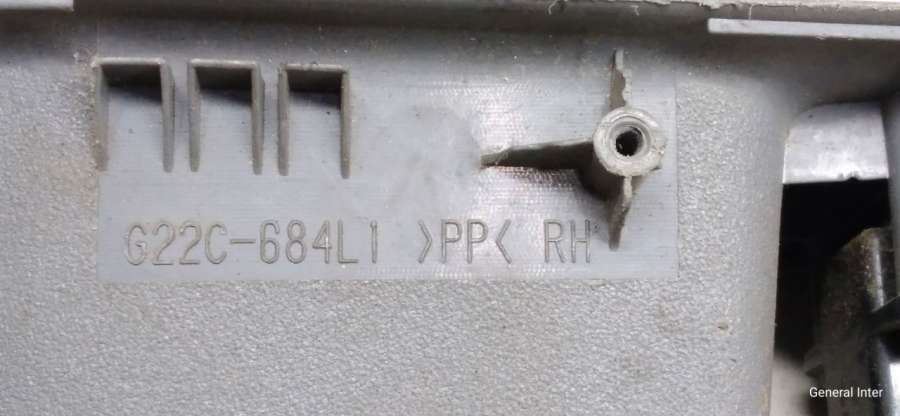 G22C-684L1 >PP< RH
General Inter